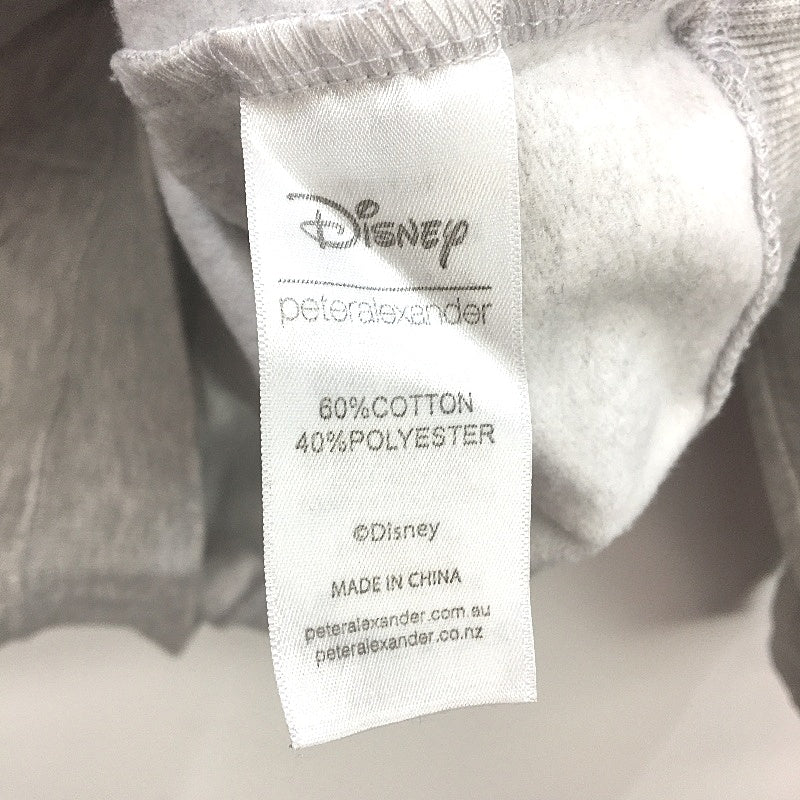 Disney
peteralexander
60%COTTON
40%POLYESTER
©Disney
MADE IN CHINA
peteralexander.com.au
peteralexander.co.nz